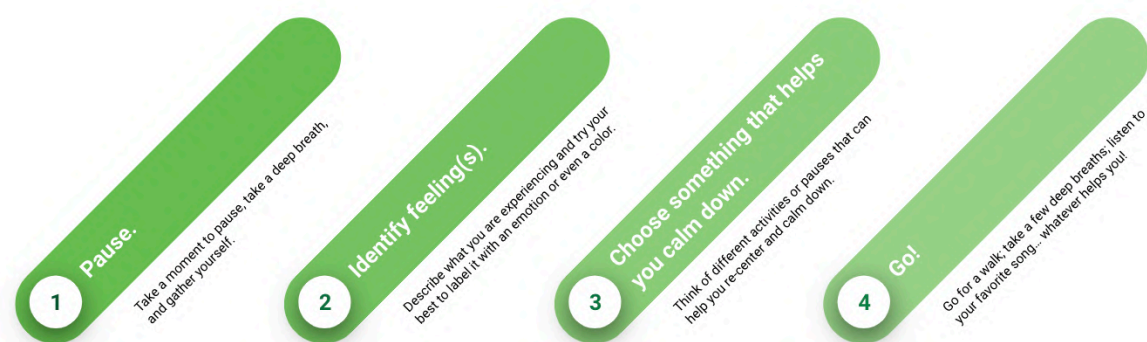 1
Pause.
Take a moment to pause, take a deep breath,
and gather yourself.
2
Identify feeling(s).
Describe what you are experiencing and try your
best to label it with an emotion or even a color.
3
Choose something that helps
you calm down.
Think of different activities or pauses that can
help you re-center and calm down.
4
Go!
Go for a walk; take a few deep breaths; listen to
your favorite song... whatever helps you!